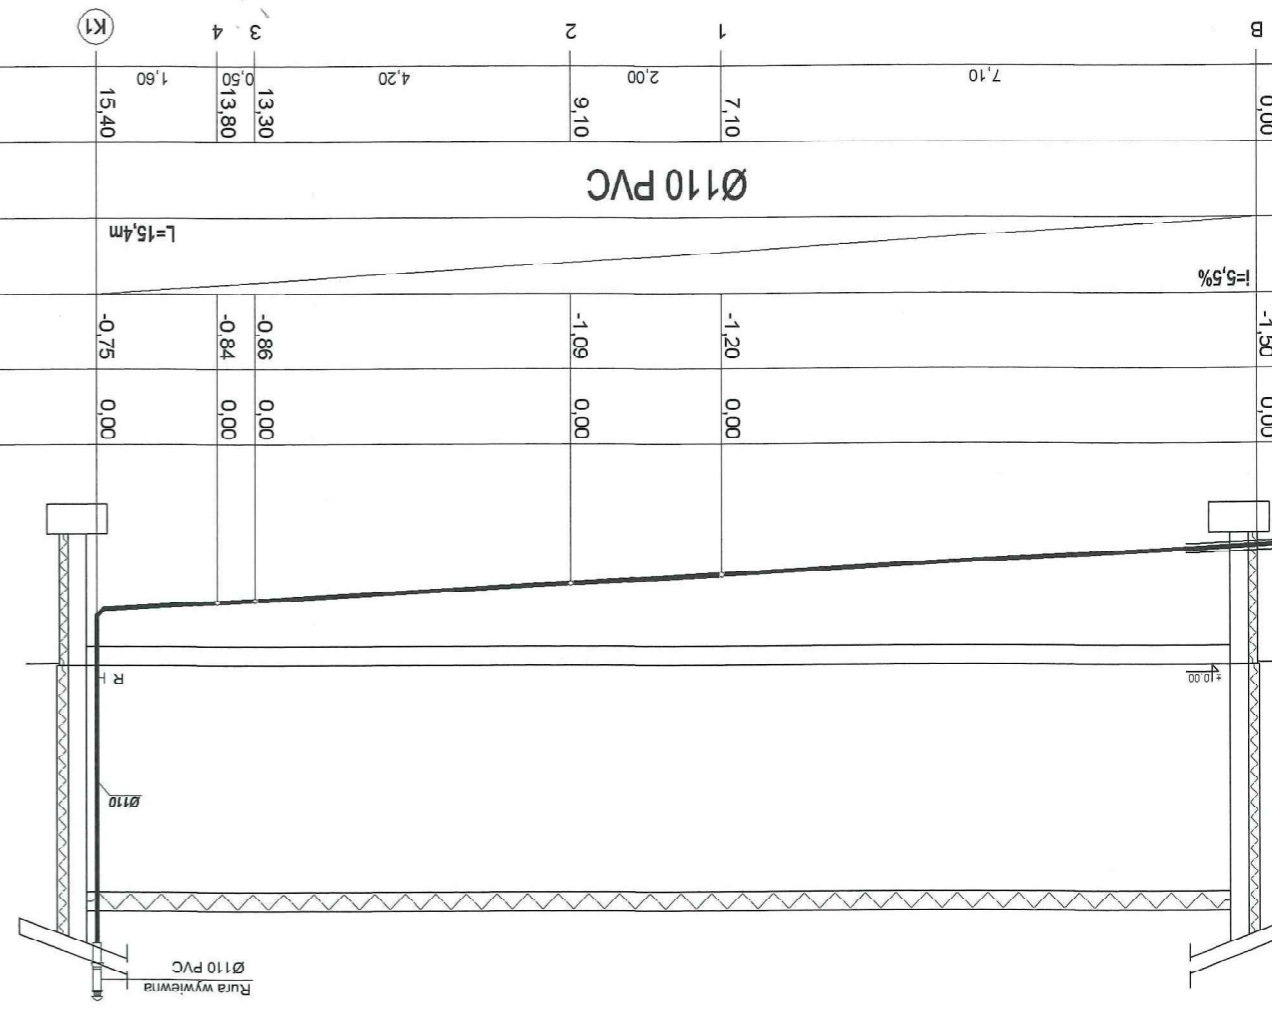 Rura wywiewna
Ø110 PVC
Ø110
R
±0.00
0,00 0,00 0,00 0,00 0,00 0,00
-1,50 -1,20 -1,09 -0,86 -0,84 -0,75
i=5,5%
L=15,4m
Ø110 PVC
0,00 7,10 9,10 13,30 13,80 15,40
7,10 2,00 4,20 0,50 1,60
B 1 2 3 4 K1